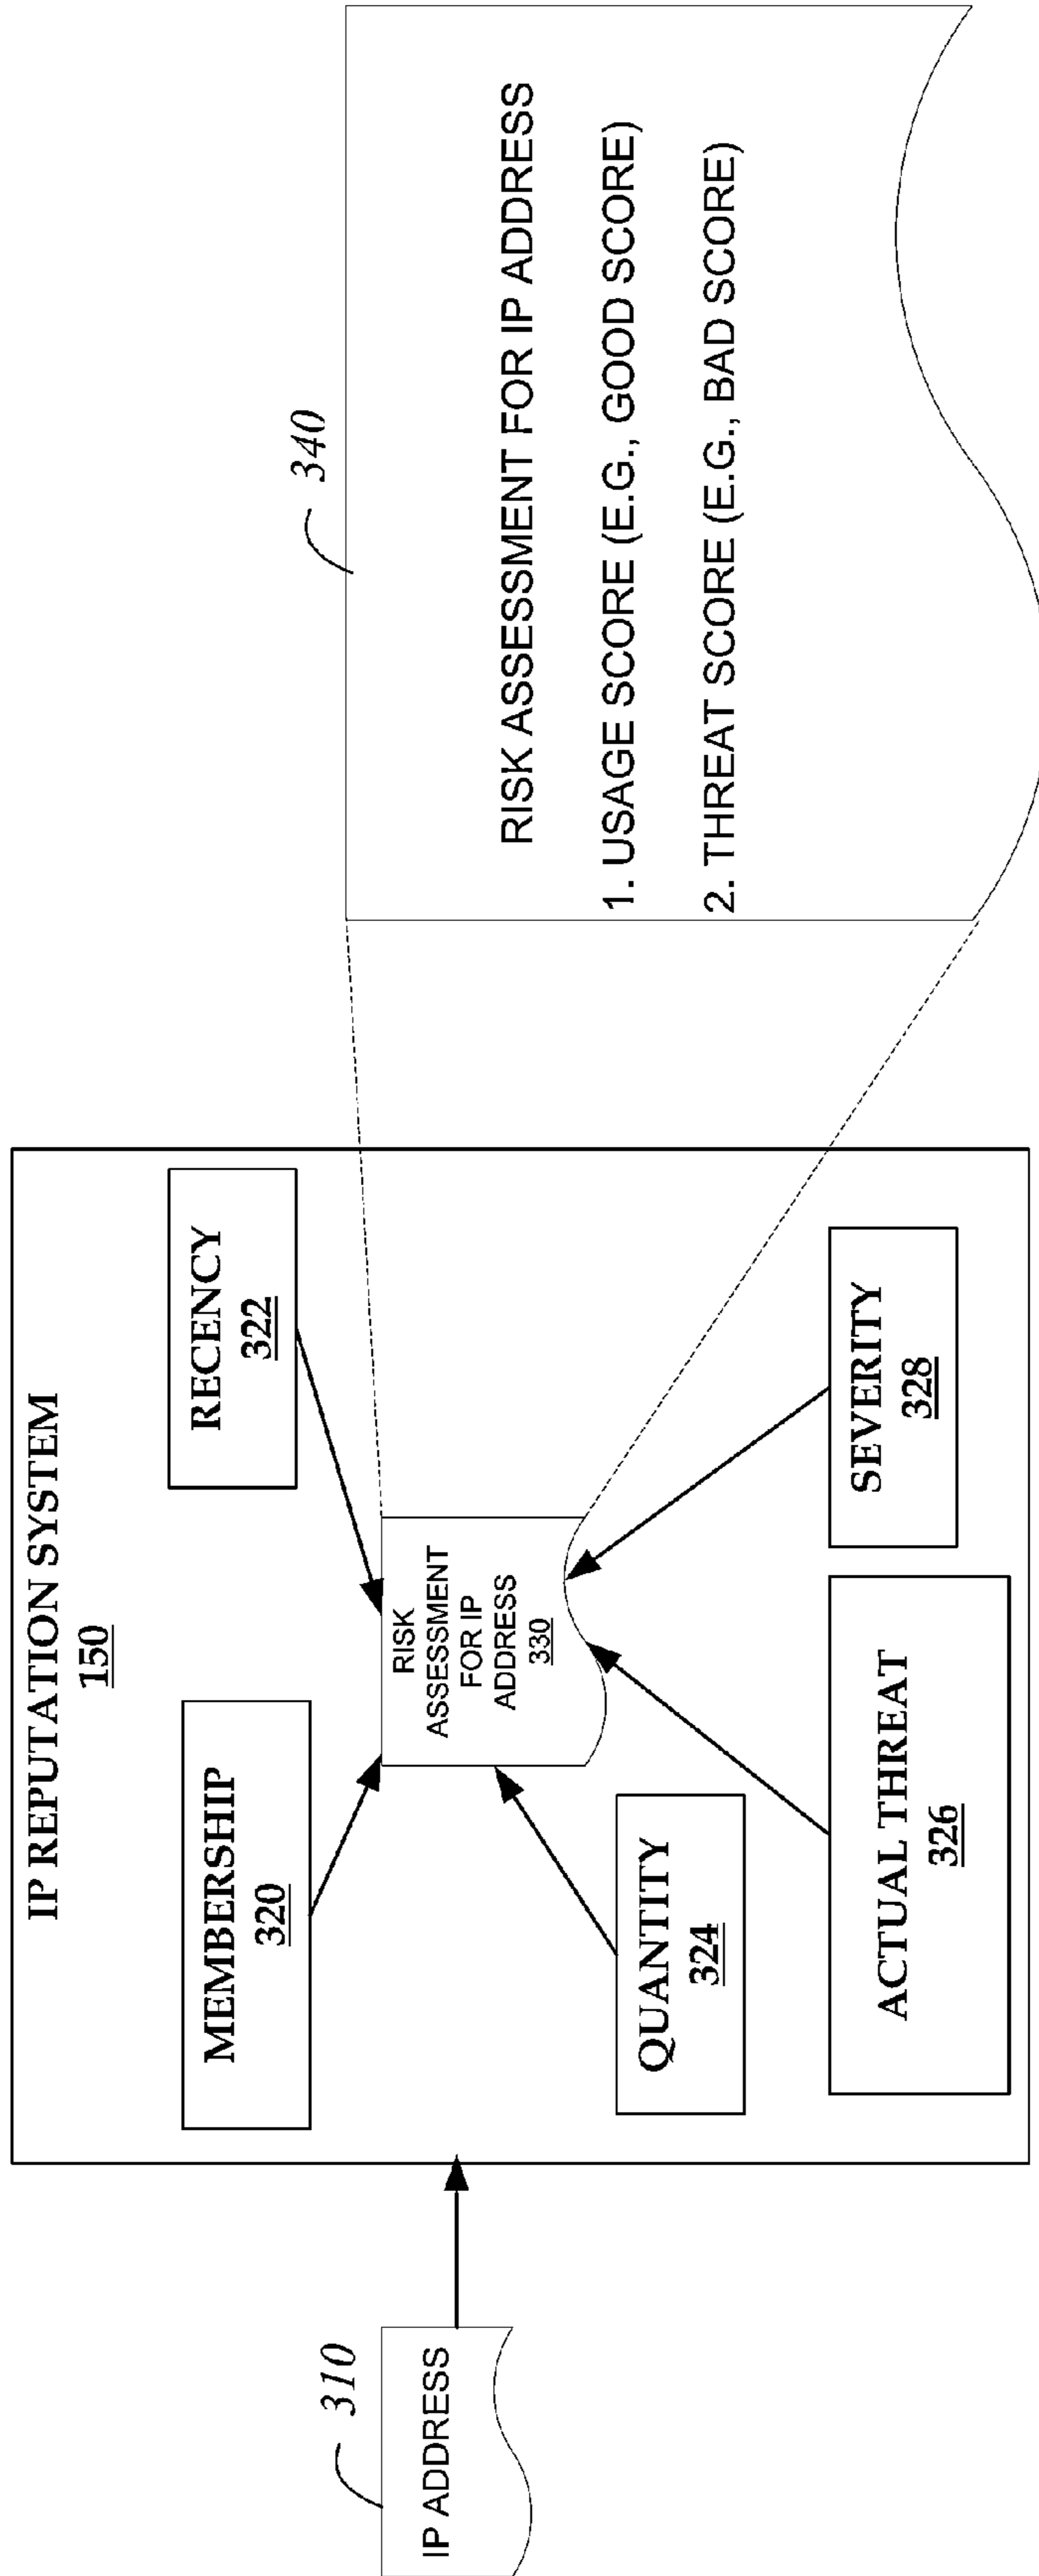 310
IP ADDRESS
IP REPUTATION SYSTEM
150
MEMBERSHIP
320
RECENCY
322
RISK
ASSESSMENT
FOR IP
ADDRESS
330
QUANTITY
324
ACTUAL THREAT
326
SEVERITY
328
340
RISK ASSESSMENT FOR IP ADDRESS
1. USAGE SCORE (E.G., GOOD SCORE)
2. THREAT SCORE (E.G., BAD SCORE)